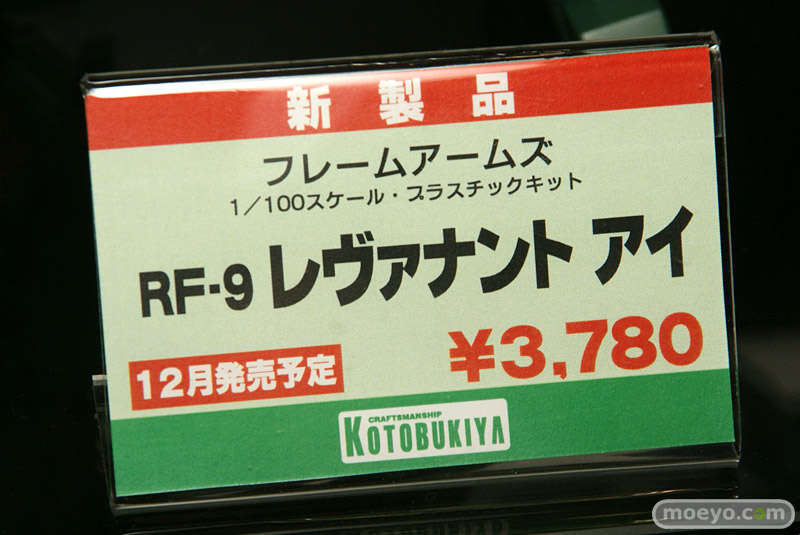 新製品
フレームアームズ
1/100スケール・プラスチックキット
RF-9 レヴァナント アイ
¥3,780
12月発売予定
CRAFTSMANSHIP
KOTOBUKIYA
moeyo.com